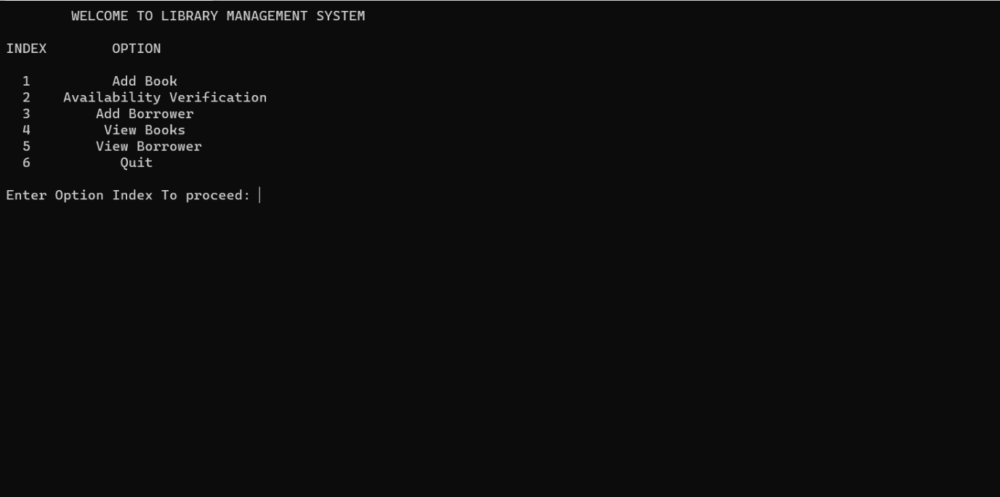 WELCOME TO LIBRARY MANAGEMENT SYSTEM
INDEX OPTION
1 Add Book
2 Availability Verification
3 Add Borrower
4 View Books
5 View Borrower
6 Quit
Enter Option Index To proceed: